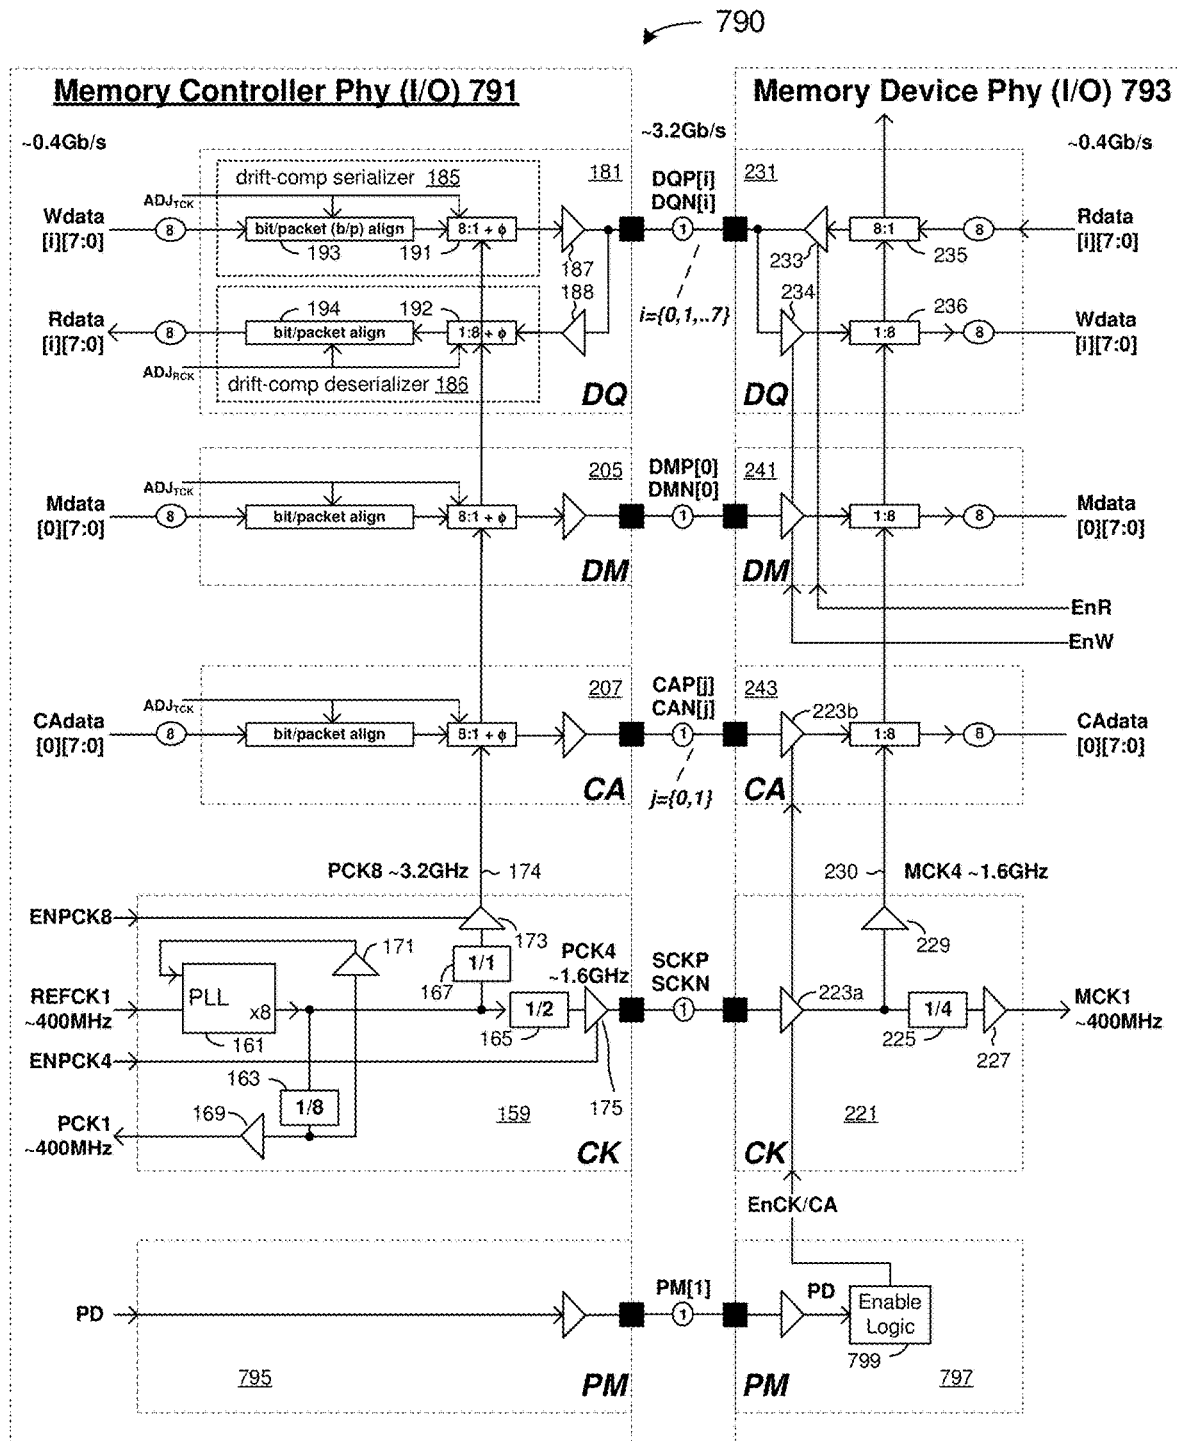 790
Memory Controller Phy (I/O) 791
Memory Device Phy (I/O) 793
~0.4Gb/s
~3.2Gb/s
~0.4Gb/s
drift-comp serializer 185
181
DQP[i]
DQN[i]
231
ADJTCK
Wdata
[i][7:0]
8
bit/packet (b/p) align
8:1 + ϕ
193
191
187
1
233
8:1
235
8
Rdata
[i][7:0]
194
192
188
i={0,1,..7}
234
236
Rdata
[i][7:0]
8
bit/packet align
1:8 + ϕ
1:8
8
Wdata
[i][7:0]
ADJRCK
drift-comp deserializer 186
DQ
DQ
205
DMP[0]
DMN[0]
241
ADJTCK
Mdata
[0][7:0]
8
bit/packet align
8:1 + ϕ
1
1:8
8
Mdata
[0][7:0]
DM
DM
EnR
EnW
207
CAP[j]
CAN[j]
243
ADJTCK
CAdata
[0][7:0]
8
bit/packet align
8:1 + ϕ
1
223b
1:8
8
CAdata
[0][7:0]
j={0,1}
CA
CA
PCK8 ~3.2GHz
174
230
MCK4 ~1.6GHz
ENPCK8
173
171
229
1/1
167
PCK4
~1.6GHz
SCKP
SCKN
REFCK1
~400MHz
PLL
x8
161
1/2
165
1
223a
1/4
225
227
MCK1
~400MHz
ENPCK4
163
1/8
175
169
PCK1
~400MHz
159
221
CK
CK
EnCK/CA
PD
PM[1]
1
PD
Enable
Logic
799
795
PM
PM
797